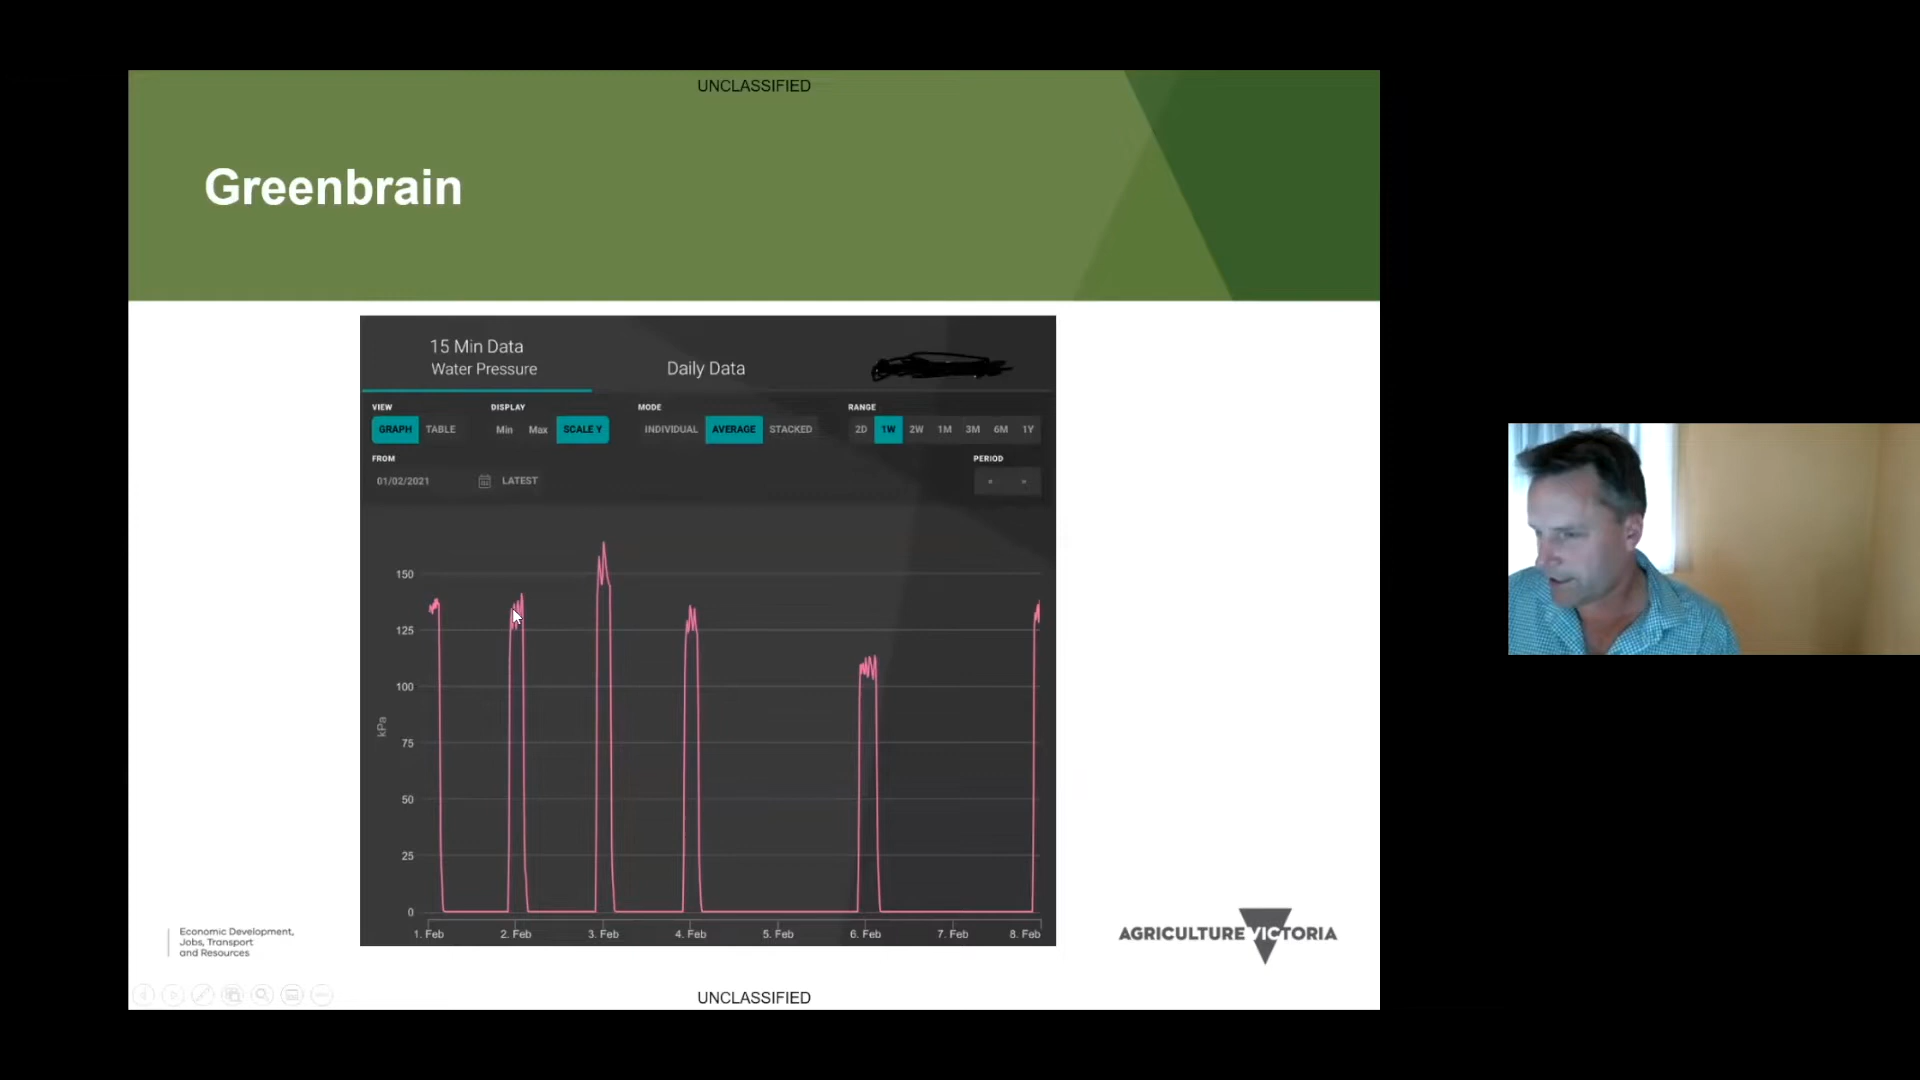 UNCLASSIFIED
Greenbrain
15 Min Data
Water Pressure
Daily Data
VIEW
DISPLAY
MODE
RANGE
GRAPH TABLE
Min Max SCALE Y
INDIVIDUAL AVERAGE STACKED
2D 1W 2W 1M 3M 6M 1Y
FROM
PERIOD
01/02/2021
LATEST
150
125
100
75
50
25
0
kPa
1. Feb 2. Feb 3. Feb 4. Feb 5. Feb 6. Feb 7. Feb 8. Feb
Economic Development,
Jobs, Transport
and Resources
AGRICULTURE VICTORIA
UNCLASSIFIED